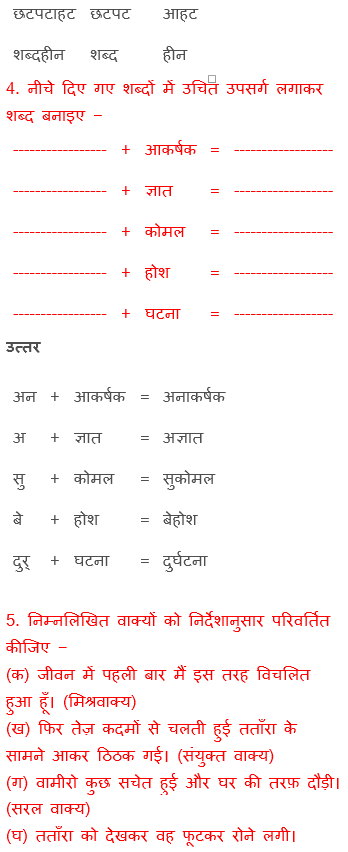 छटपटाहट छटपट आहट
शब्दहीन शब्द हीन
4. नीचे दिए गए शब्दों में उचित उपसर्ग लगाकर
शब्द बनाइए –
----------------- + आकर्षक = ------------------
----------------- + ज्ञात = ------------------
----------------- + कोमल = ------------------
----------------- + होश = ------------------
----------------- + घटना = ------------------
उत्तर
अन + आकर्षक = अनाकर्षक
अ + ज्ञात = अज्ञात
सु + कोमल = सुकोमल
बे + होश = बेहोश
दुर् + घटना = दुर्घटना
5. निम्नलिखित वाक्यों को निर्देशानुसार परिवर्तित
कीजिए –
(क) जीवन में पहली बार मैं इस तरह विचलित
हुआ हूँ। (मिश्रवाक्य)
(ख) फिर तेज़ कदमों से चलती हुई तताँरा के
सामने आकर ठिठक गई। (संयुक्त वाक्य)
(ग) वामीरो कुछ सचेत हुई और घर की तरफ़ दौड़ी।
(सरल वाक्य)
(घ) तताँरा को देखकर वह फूटकर रोने लगी।